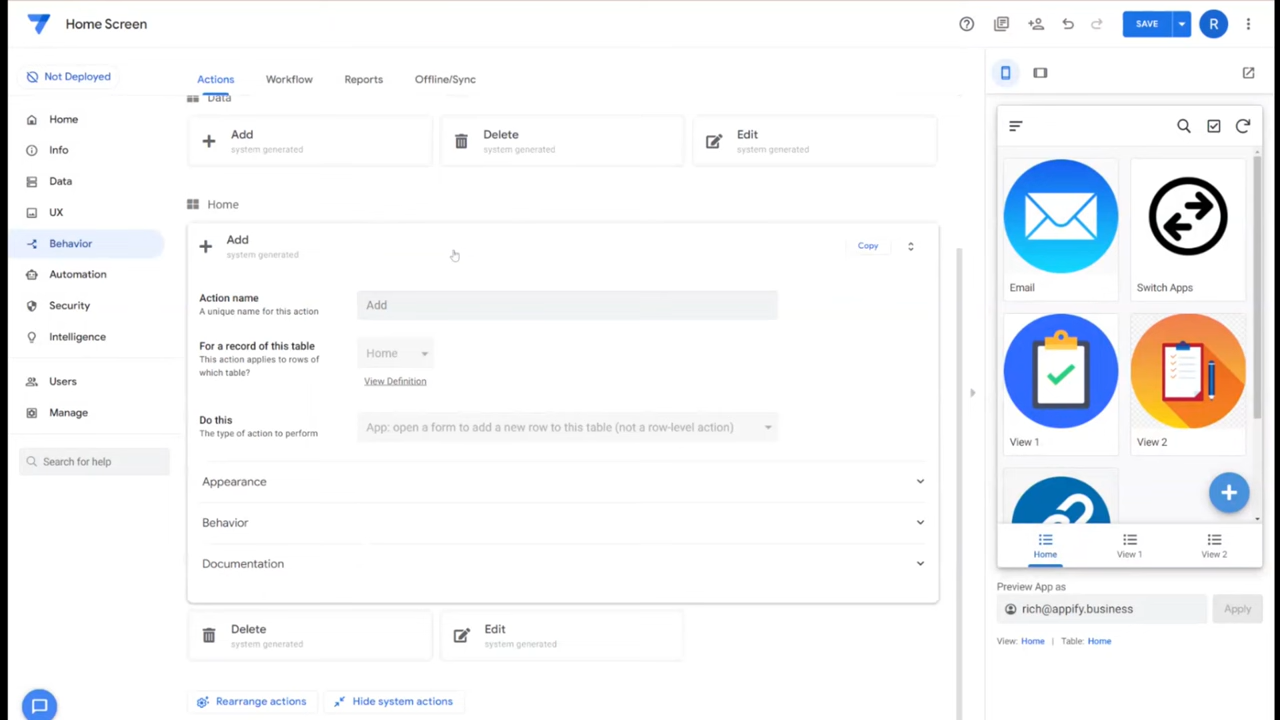 Home Screen
SAVE
R
Not Deployed
Actions
Workflow
Reports
Offline/Sync
Home
Info
Data
UX
Behavior
Automation
Security
Intelligence
Users
Manage
Search for help
Data
Add
system generated
Delete
system generated
Edit
system generated
Home
Add
system generated
Copy
Action name
A unique name for this action
Add
For a record of this table
This action applies to rows of
which table?
Home
View Definition
Do this
The type of action to perform
App: open a form to add a new row to this table (not a row-level action)
Appearance
Behavior
Documentation
Delete
system generated
Edit
system generated
Rearrange actions
Hide system actions
Email
Switch Apps
View 1
View 2
Home
View 1
View 2
Preview App as
rich@appify.business
Apply
View: Home | Table: Home